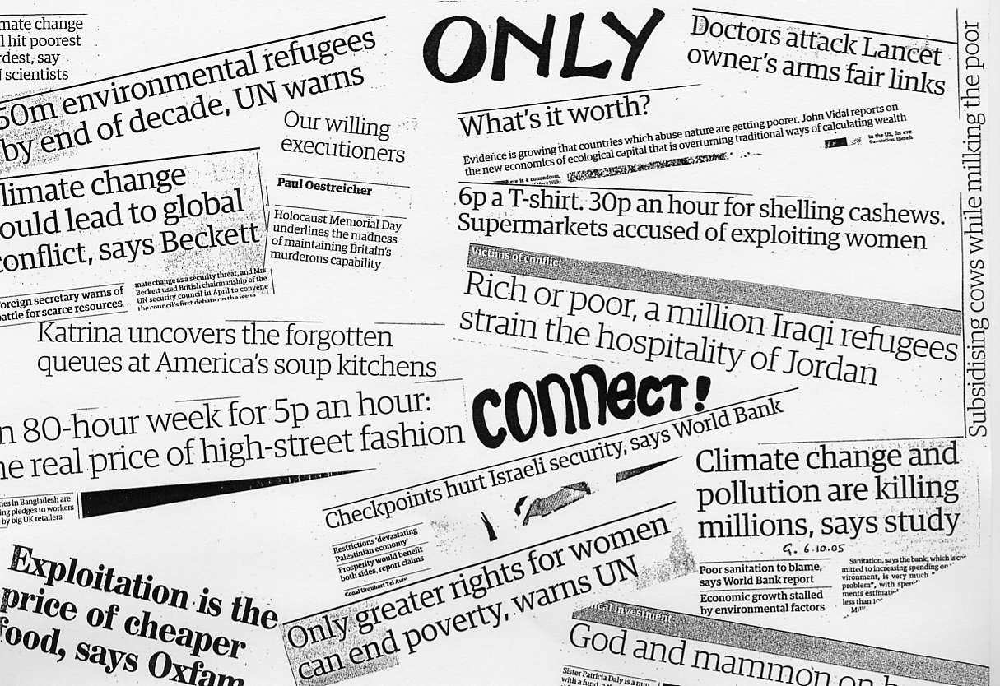 mate change
l hit poorest
rdest, say
scientists
50m environmental refugees
by end of decade, UN warns
Our willing
executioners
Paul Oestreicher
Holocaust Memorial Day
underlines the madness
of maintaining Britain's
murderous capability
limate change
ould lead to global
conflict, says Beckett
oreign secretary warns of
attle for scarce resources
mate change as a security threat, and Mrs
Beckett used British chairmanship of the
UN security council in April to convene
the council's first debate on the issue
Katrina uncovers the forgotten
queues at America's soup kitchens
n 80-hour week for 5p an hour:
he real price of high-street fashion
ies in Bangladesh are
ing pledges to workers
by big UK retailers
Exploitation is the
price of cheaper
food, says Oxfam
ONLY
Doctors attack Lancet
owner's arms fair links
What's it worth?
Evidence is growing that countries which abuse nature are getting poorer. John Vidal reports on
the new economics of ecological capital that is overturning traditional ways of calculating wealth
in the US, for eve
ere is a conundrum,
6p a T-shirt. 30p an hour for shelling cashews.
Supermarkets accused of exploiting women
Victims of conflict
Rich or poor, a million Iraqi refugees
strain the hospitality of Jordan
Subsidising cows while milking the poor
CONNECT!
Checkpoints hurt Israeli security, says World Bank
Restrictions 'devastating
Palestinian economy'
Prosperity would benefit
both sides, report claims
Conal Urquhart Tel Aviv
Only greater rights for women
can end poverty, warns UN
Climate change and
pollution are killing
millions, says study
G. 6.10.05
Poor sanitation to blame,
says World Bank report
Economic growth stalled
by environmental factors
Sanitation, says the bank, which is co
mitted to increasing spending on
vironment, is very much "
problem", with spend
ments estimated
less than
ical investment
God and mammon on b
Sister Patricia Daly is a nun
with a fund